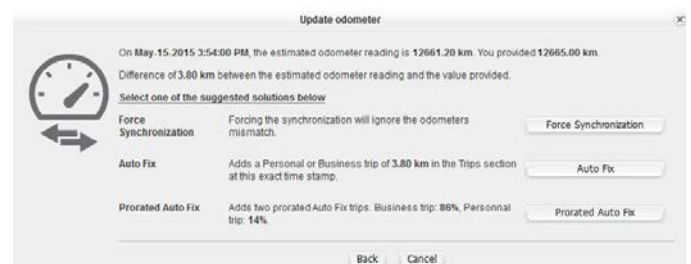 Update odometer
On May-15-2015 3:54:00 PM, the estimated odometer reading is 12661.20 km. You provided 12665.00 km.
Difference of 3.80 km between the estimated odometer reading and the value provided.
Select one of the suggested solutions below
Force Synchronization
Forcing the synchronization will ignore the odometers mismatch.
Force Synchronization
Auto Fix
Adds a Personal or Business trip of 3.80 km in the Trips section
at this exact time stamp.
Auto Fix
Prorated Auto Fix
Adds two prorated Auto Fix trips. Business trip: 86%, Personnal
trip: 14%.
Prorated Auto Fix
Back Cancel